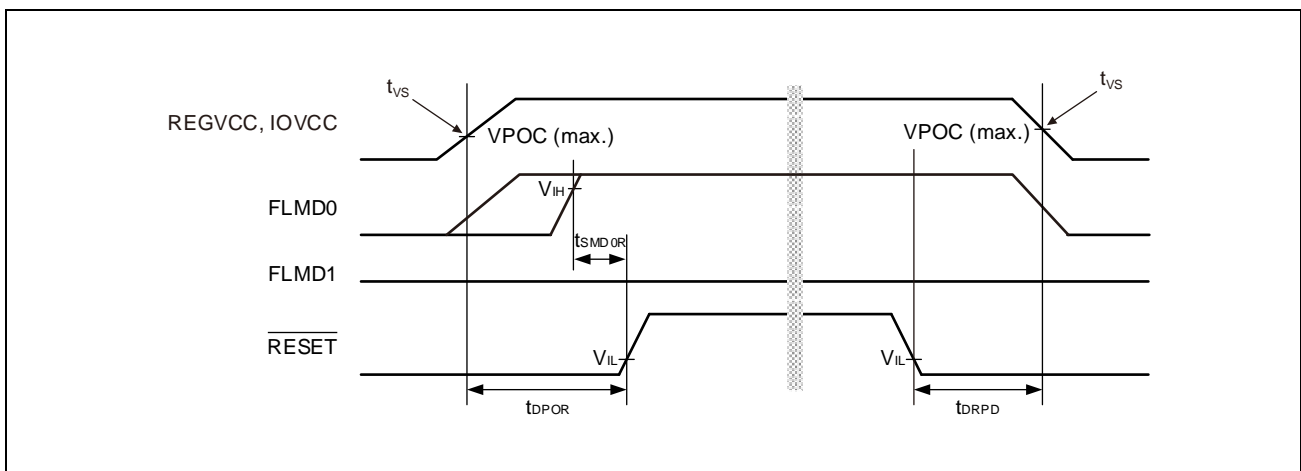 tVS
tVS
REGVCC, IOVCC
VPOC (max.)
VPOC (max.)
VIH
FLMD0
tSMD0R
FLMD1
RESET
VIL
VIL
tDPOR
tDRPD